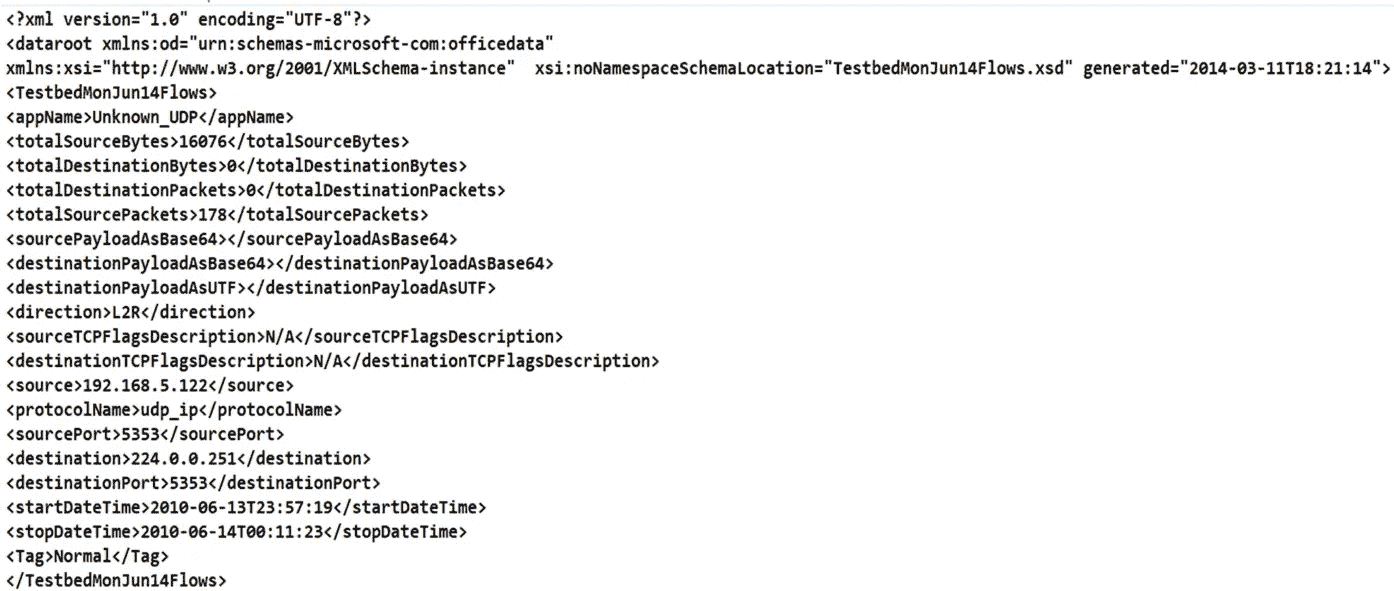 <?xml version="1.0" encoding="UTF-8"?>
<dataroot xmlns:od="urn:schemas-microsoft-com:officedata"
xmlns:xsi="http://www.w3.org/2001/XMLSchema-instance"  xsi:noNamespaceSchemaLocation="TestbedMonJun14Flows.xsd" generated="2014-03-11T18:21:14">
<TestbedMonJun14Flows>
<appName>Unknown_UDP</appName>
<totalSourceBytes>16076</totalSourceBytes>
<totalDestinationBytes>0</totalDestinationBytes>
<totalDestinationPackets>0</totalDestinationPackets>
<totalSourcePackets>178</totalSourcePackets>
<sourcePayloadAsBase64></sourcePayloadAsBase64>
<destinationPayloadAsBase64></destinationPayloadAsBase64>
<destinationPayloadAsUTF></destinationPayloadAsUTF>
<direction>L2R</direction>
<sourceTCPFlagsDescription>N/A</sourceTCPFlagsDescription>
<destinationTCPFlagsDescription>N/A</destinationTCPFlagsDescription>
<source>192.168.5.122</source>
<protocolName>udp_ip</protocolName>
<sourcePort>5353</sourcePort>
<destination>224.0.0.251</destination>
<destinationPort>5353</destinationPort>
<startDateTime>2010-06-13T23:57:19</startDateTime>
<stopDateTime>2010-06-14T00:11:23</stopDateTime>
<Tag>Normal</Tag>
</TestbedMonJun14Flows>